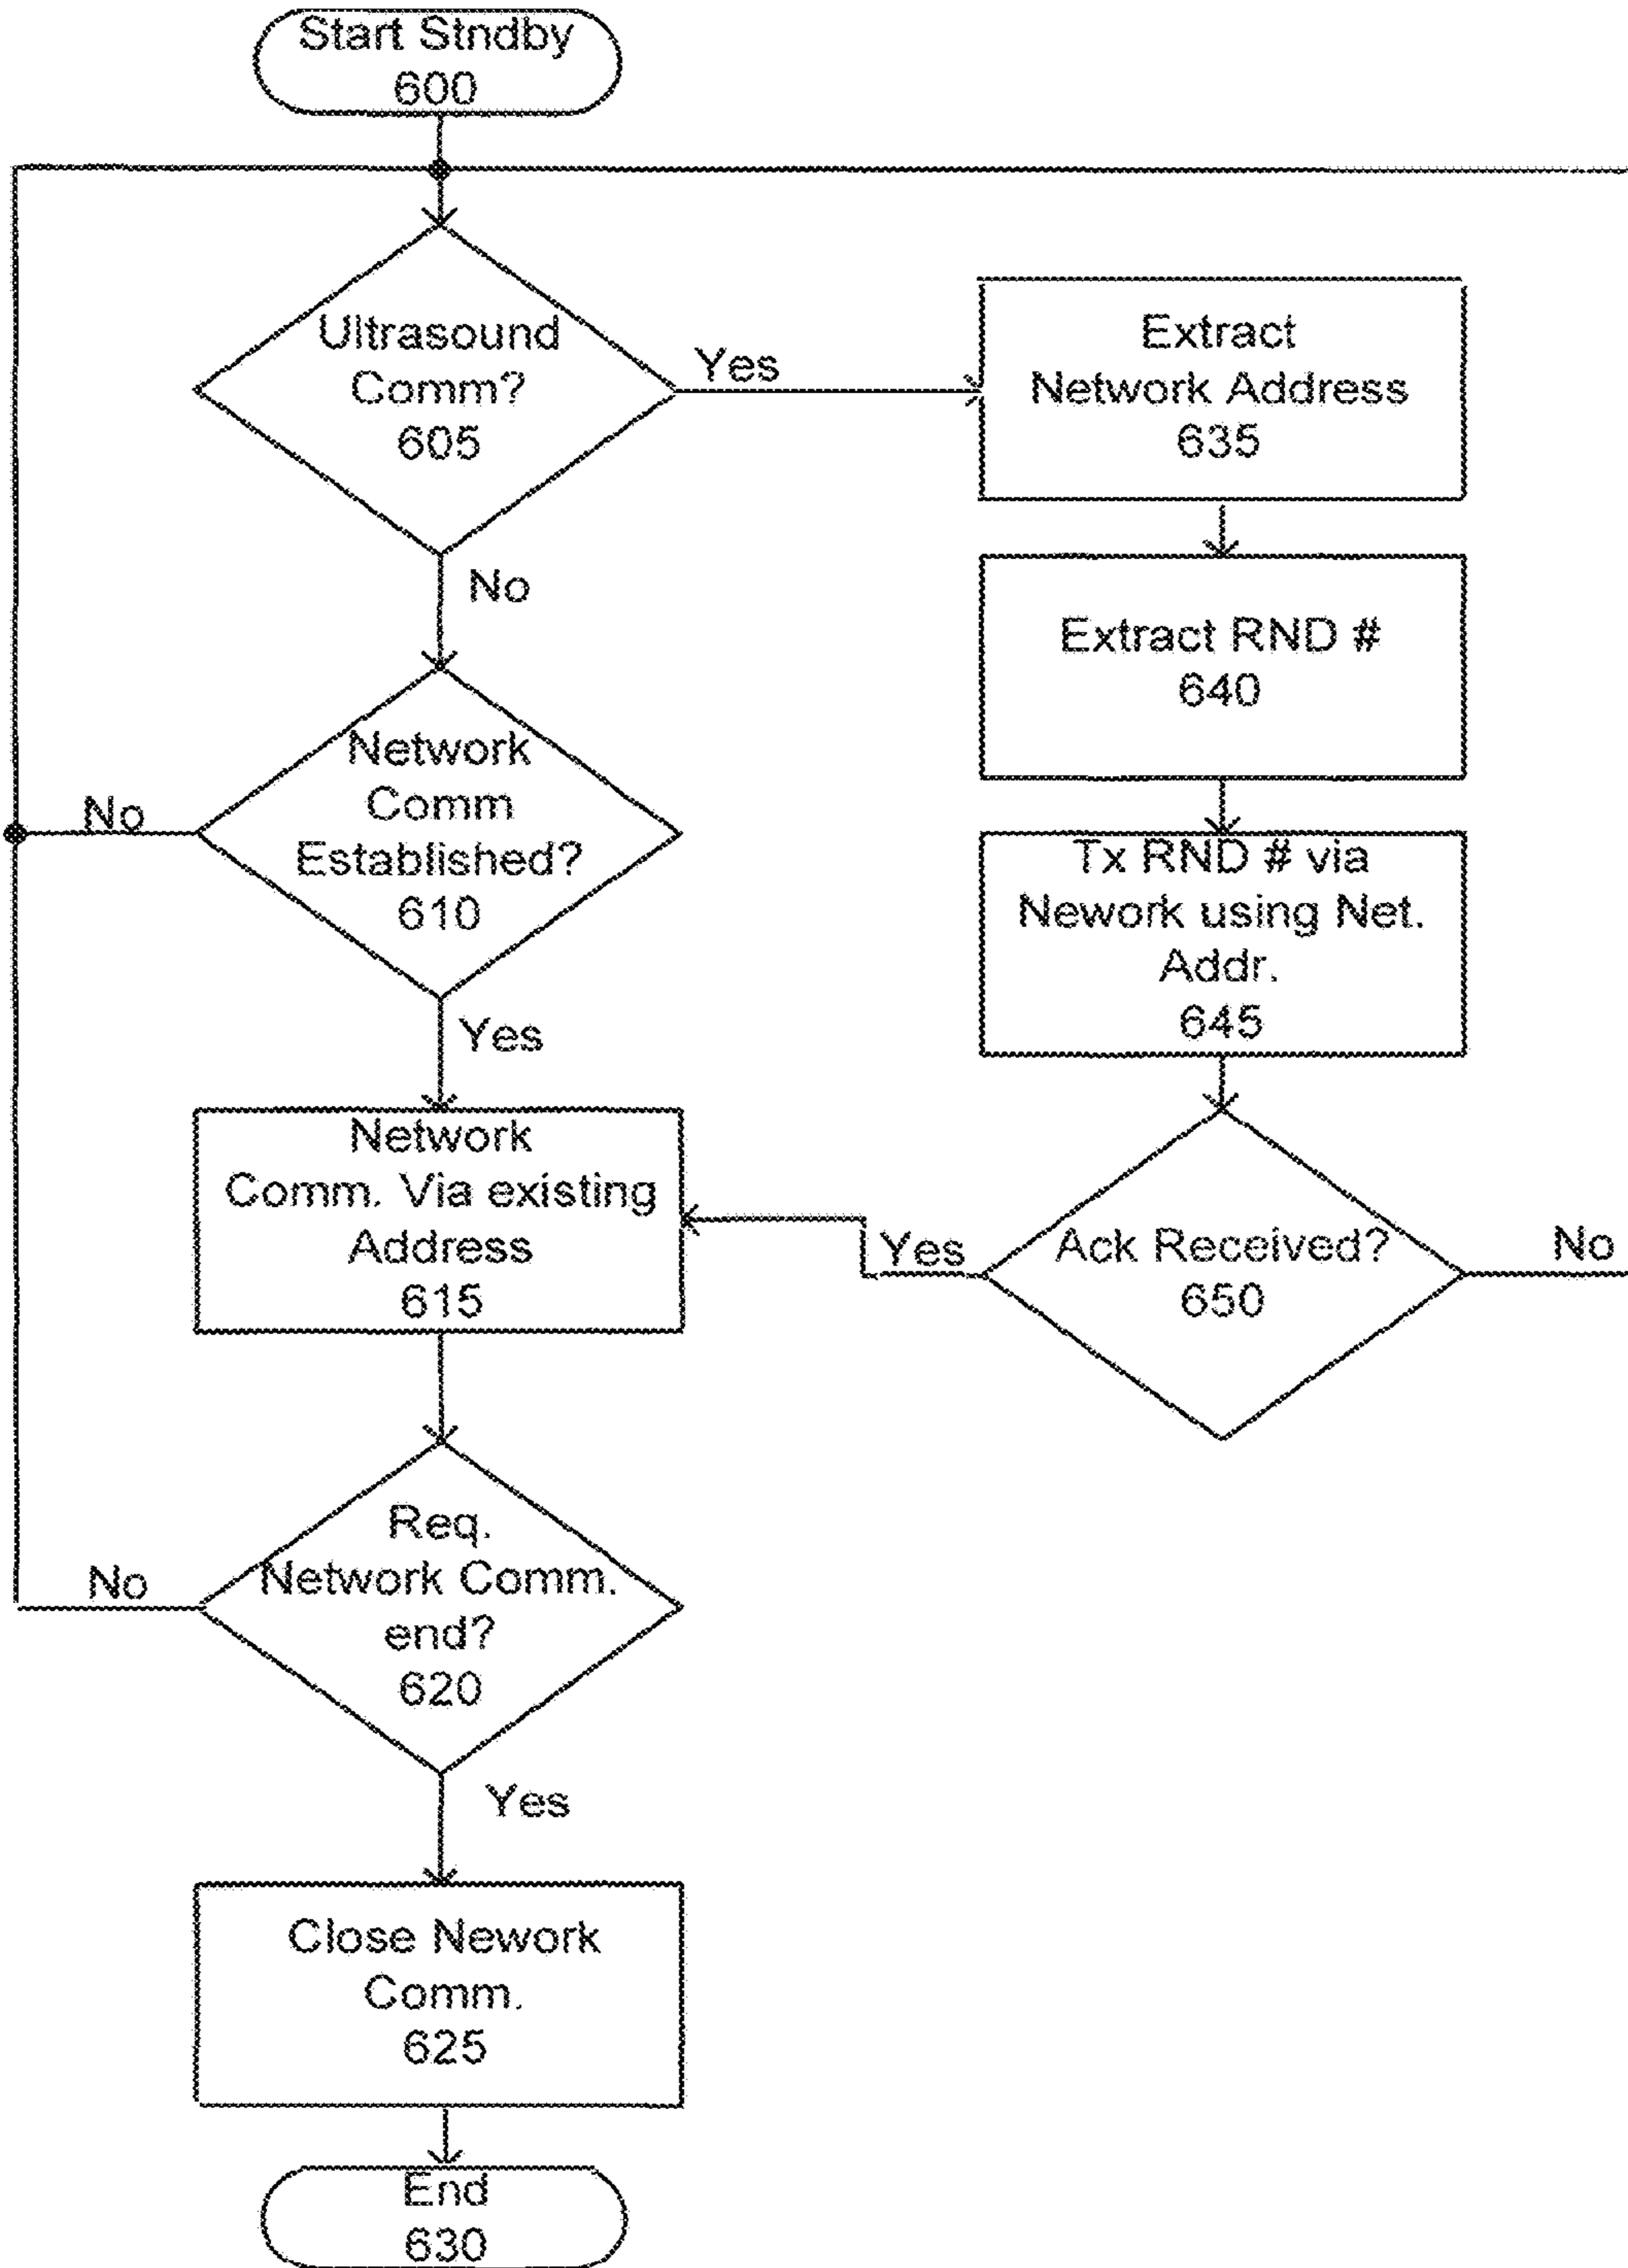 Start Stndby
600
Ultrasound
Comm?
605
Yes
No
Extract
Network Address
635
Extract RND #
640
Network
Comm
Established?
610
No
Yes
Tx RND # via
Nework using Net.
Addr.
645
Network
Comm. Via existing
Address
615
Ack Received?
650
Yes
No
Req.
Network Comm.
end?
620
No
Yes
Close Nework
Comm.
625
End
630